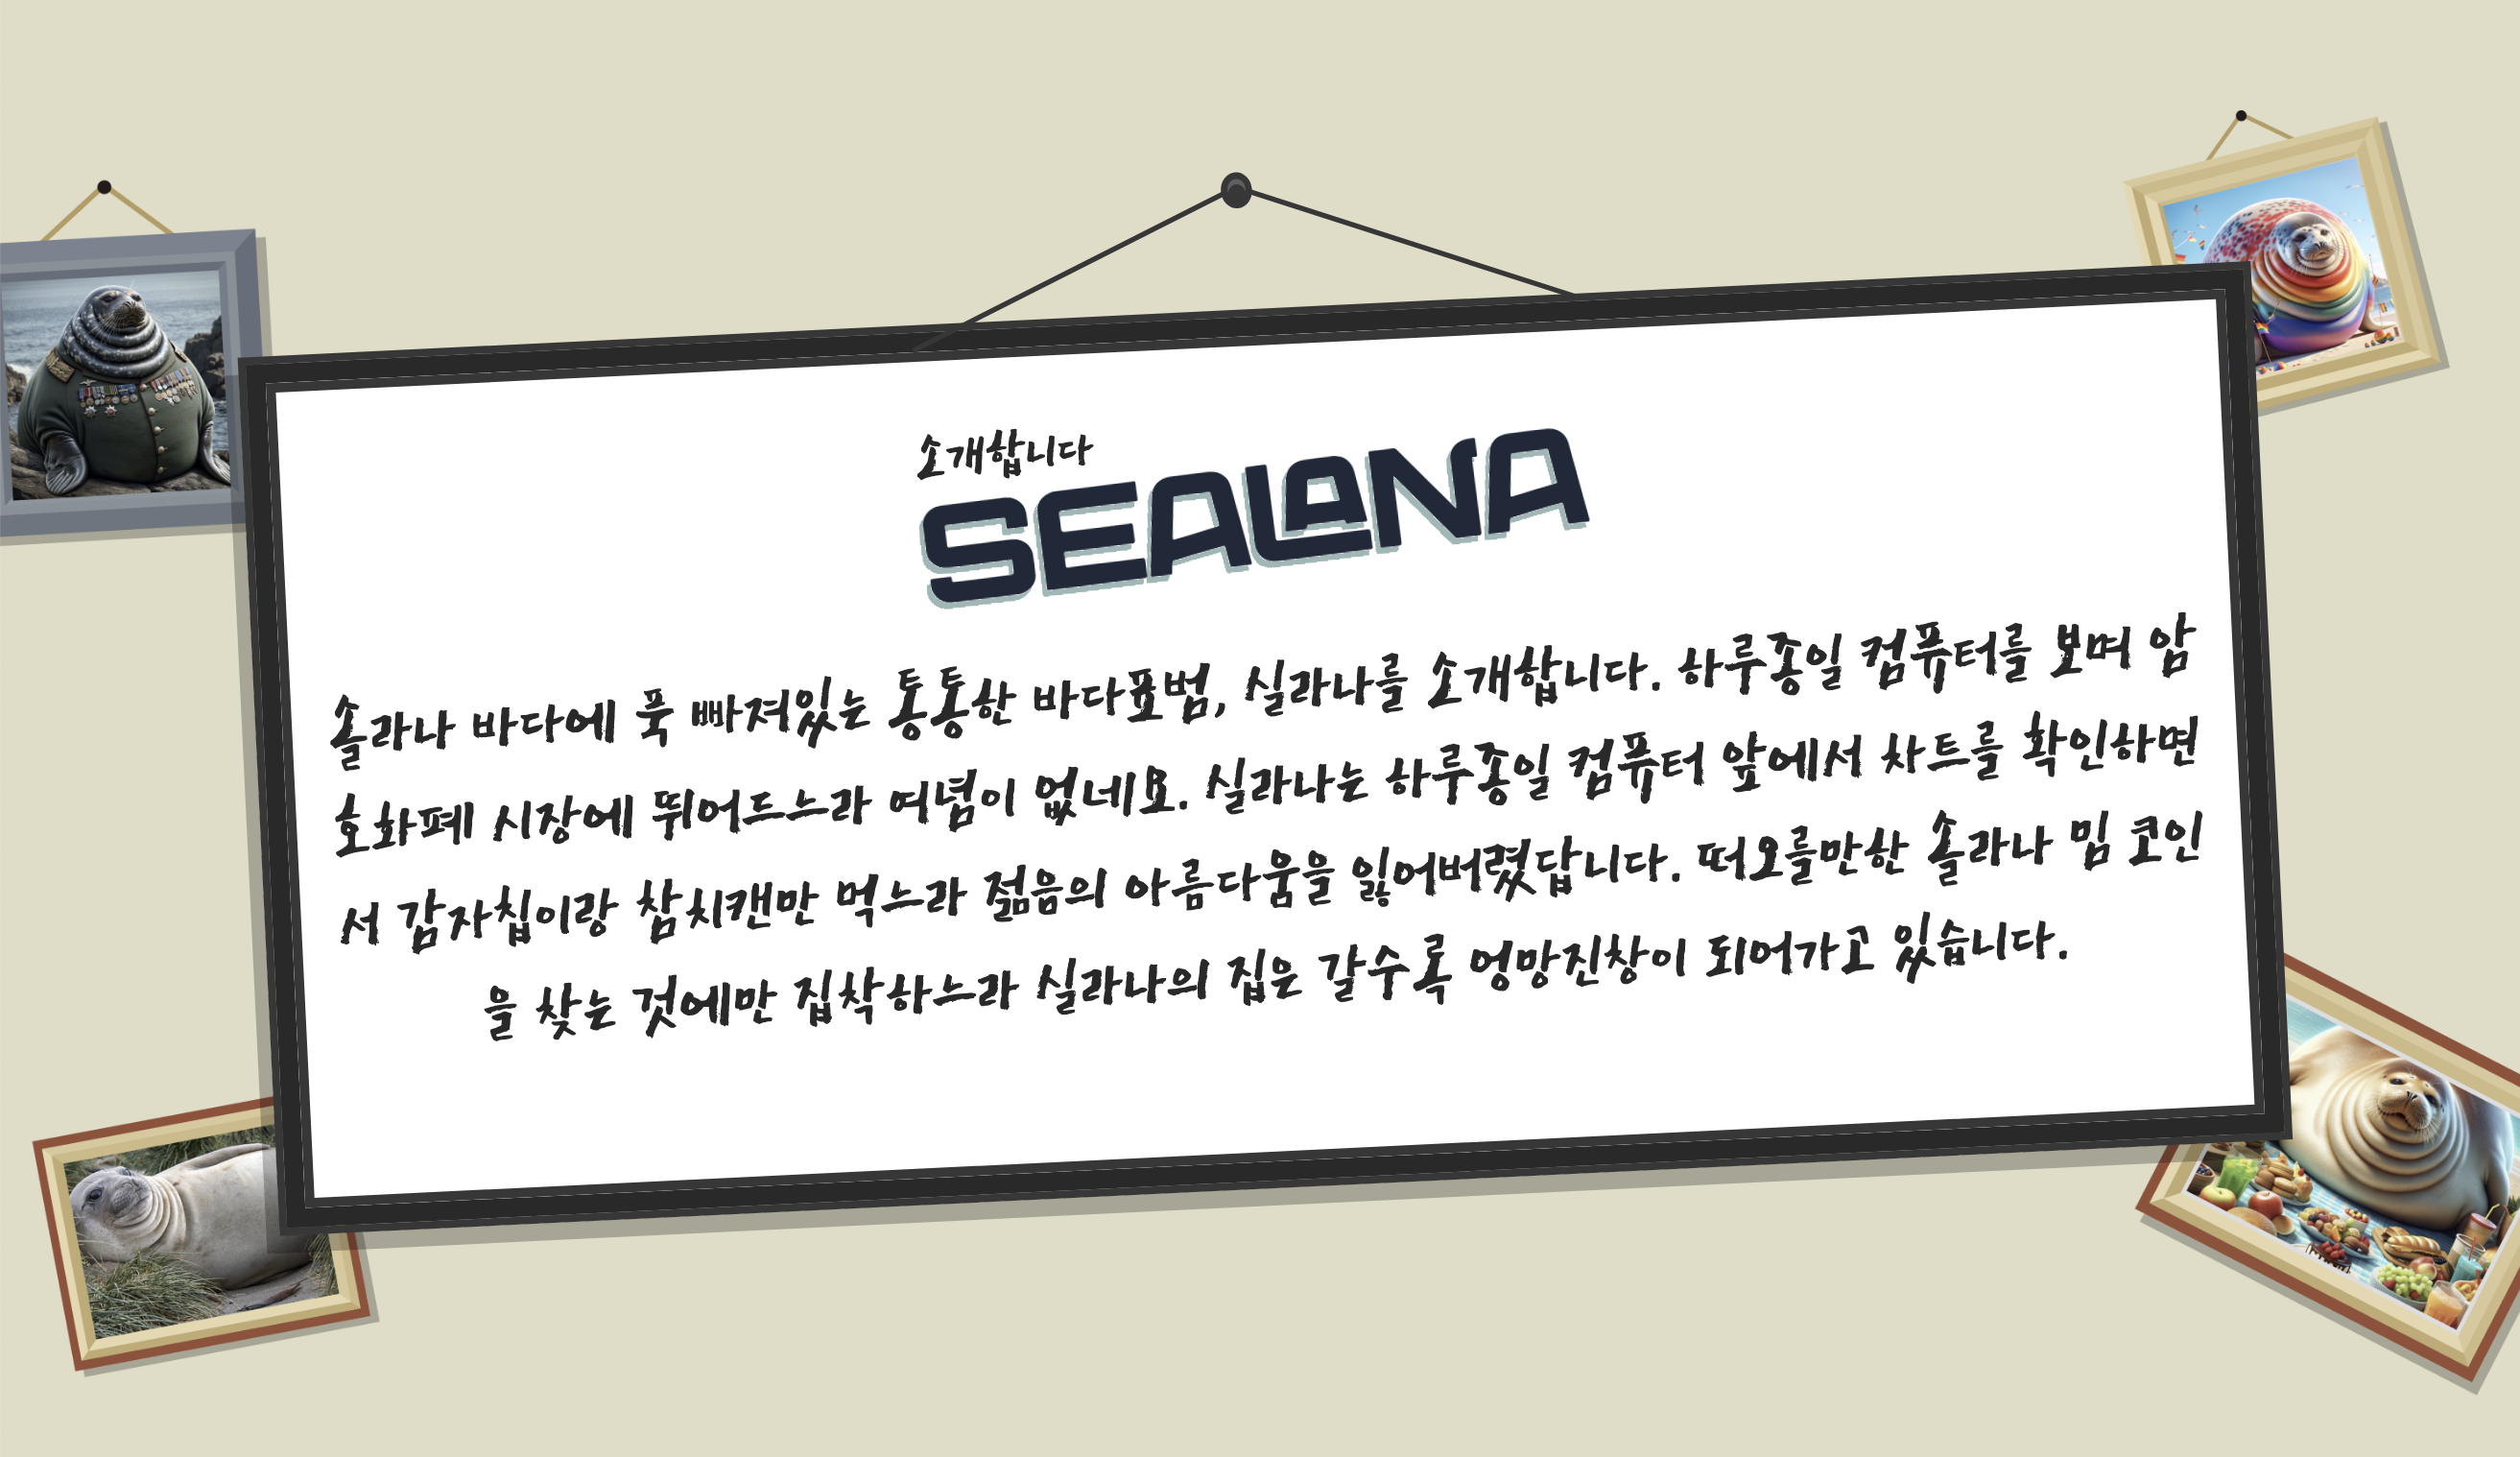 소개합니다
SEALANA
솔라나 바다에 푹 빠져있는 통통한 바다표범, 실라나를 소개합니다. 하루종일 컴퓨터를 보며 암
호화폐 시장에 뛰어드느라 여념이 없네요. 실라나는 하루종일 컴퓨터 앞에서 차트를 확인하면
서 감자칩이랑 참치캔만 먹느라 젊음의 아름다움을 잃어버렸답니다. 떠오를만한 솔라나 밈 코인
을 찾는 것에만 집착하느라 실라나의 집은 갈수록 엉망진창이 되어가고 있습니다.